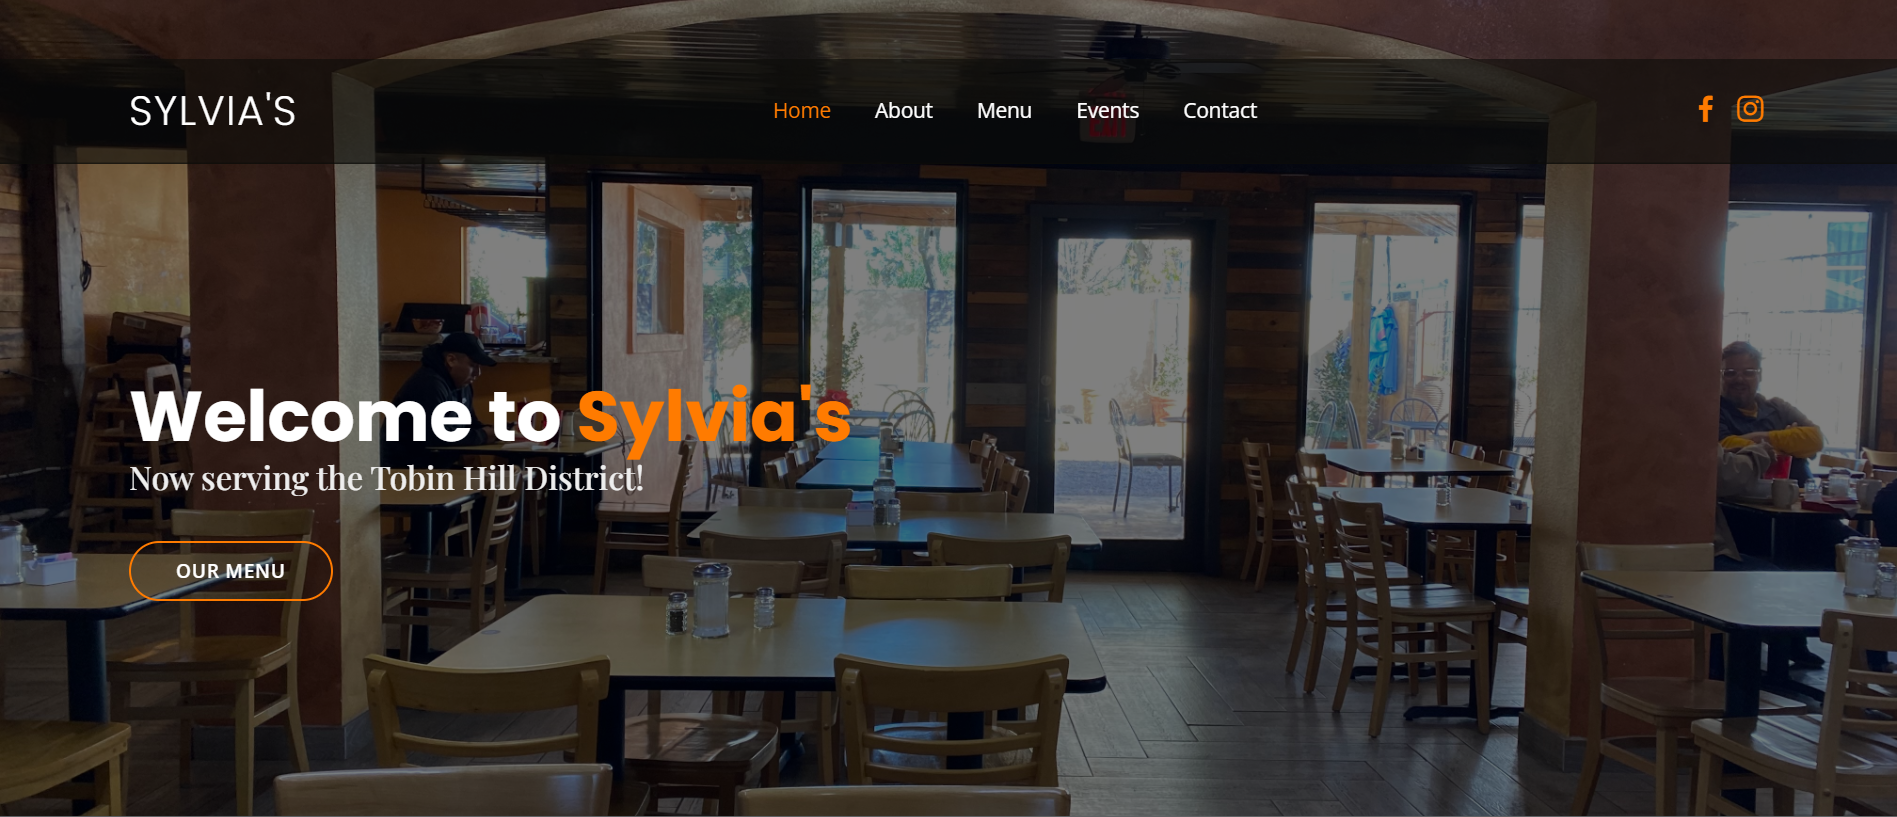 SYLVIA'S
Home About Menu Events Contact
Welcome to Sylvia's
Now serving the Tobin Hill District!
OUR MENU